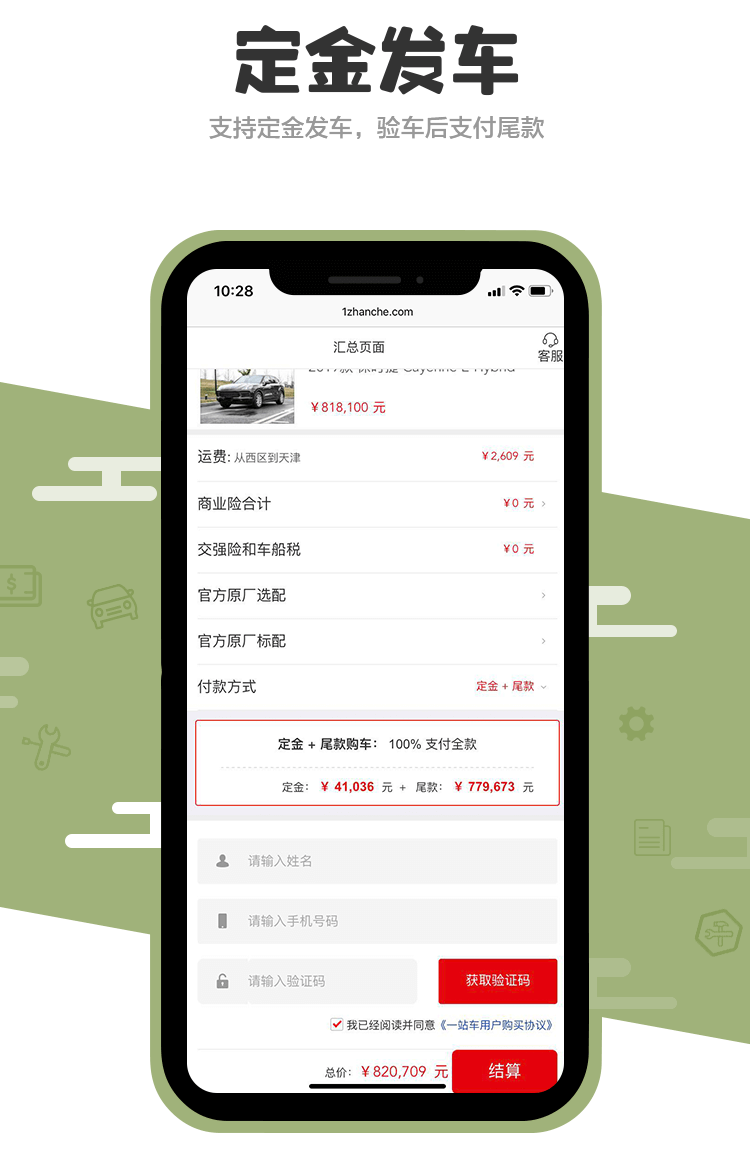 定金发车
支持定金发车，验车后支付尾款
10:28
1zhanche.com
汇总页面
客服
2019款 保时捷 Cayenne E-Hybrid
￥818,100 元
运费: 从西区到天津 ￥2,609 元
商业险合计 ￥0 元
交强险和车船税 ￥0 元
官方原厂选配
官方原厂标配
付款方式 定金 + 尾款
定金 + 尾款购车： 100% 支付全款
定金： ￥ 41,036 元 + 尾款： ￥ 779,673 元
请输入姓名
请输入手机号码
请输入验证码 获取验证码
我已经阅读并同意《一站车用户购买协议》
总价： ￥820,709 元 结算